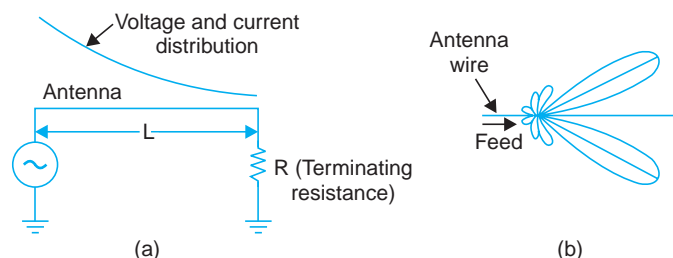 Voltage and current
distribution
Antenna
L
R (Terminating
resistance)
(a)
Antenna
wire
Feed
(b)